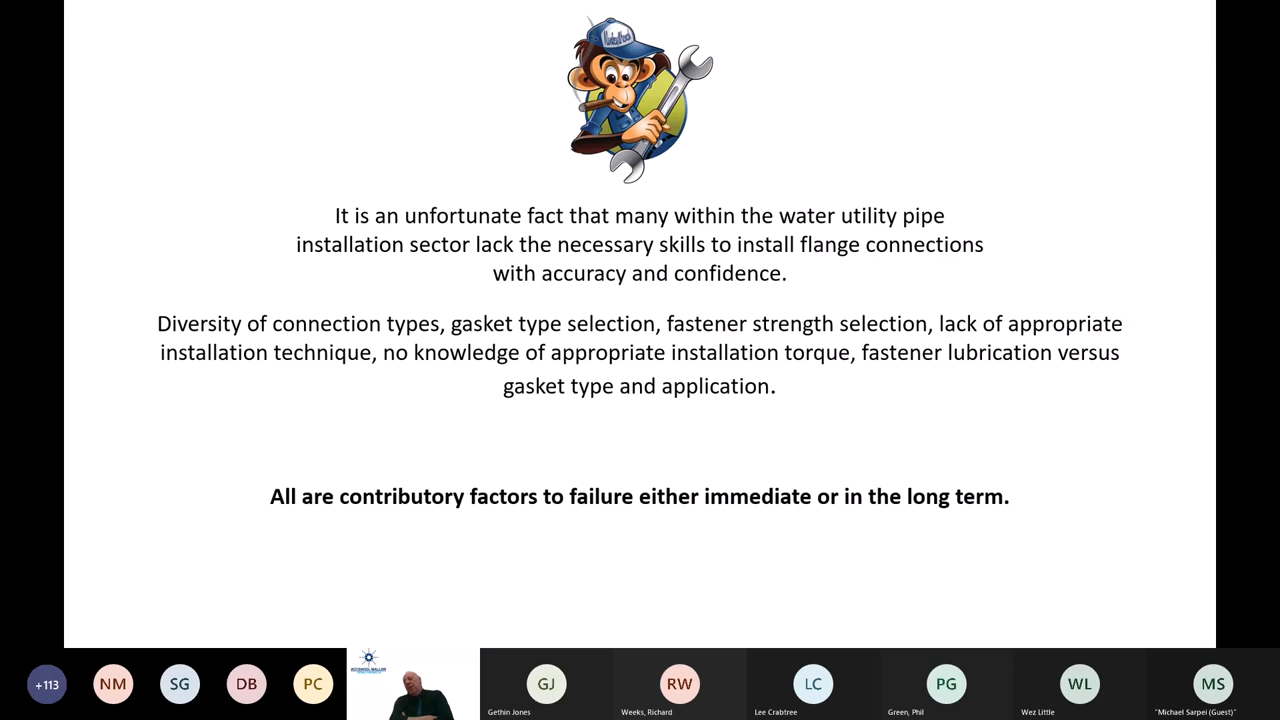 It is an unfortunate fact that many within the water utility pipe
installation sector lack the necessary skills to install flange connections
with accuracy and confidence.
Diversity of connection types, gasket type selection, fastener strength selection, lack of appropriate
installation technique, no knowledge of appropriate installation torque, fastener lubrication versus
gasket type and application.
All are contributory factors to failure either immediate or in the long term.
+113
NM
SG
DB
PC
GJ
RW
LC
PG
WL
MS
Gethin Jones
Weeks, Richard
Lee Crabtree
Green, Phil
Wez Little
"Michael Sarpei (Guest)"